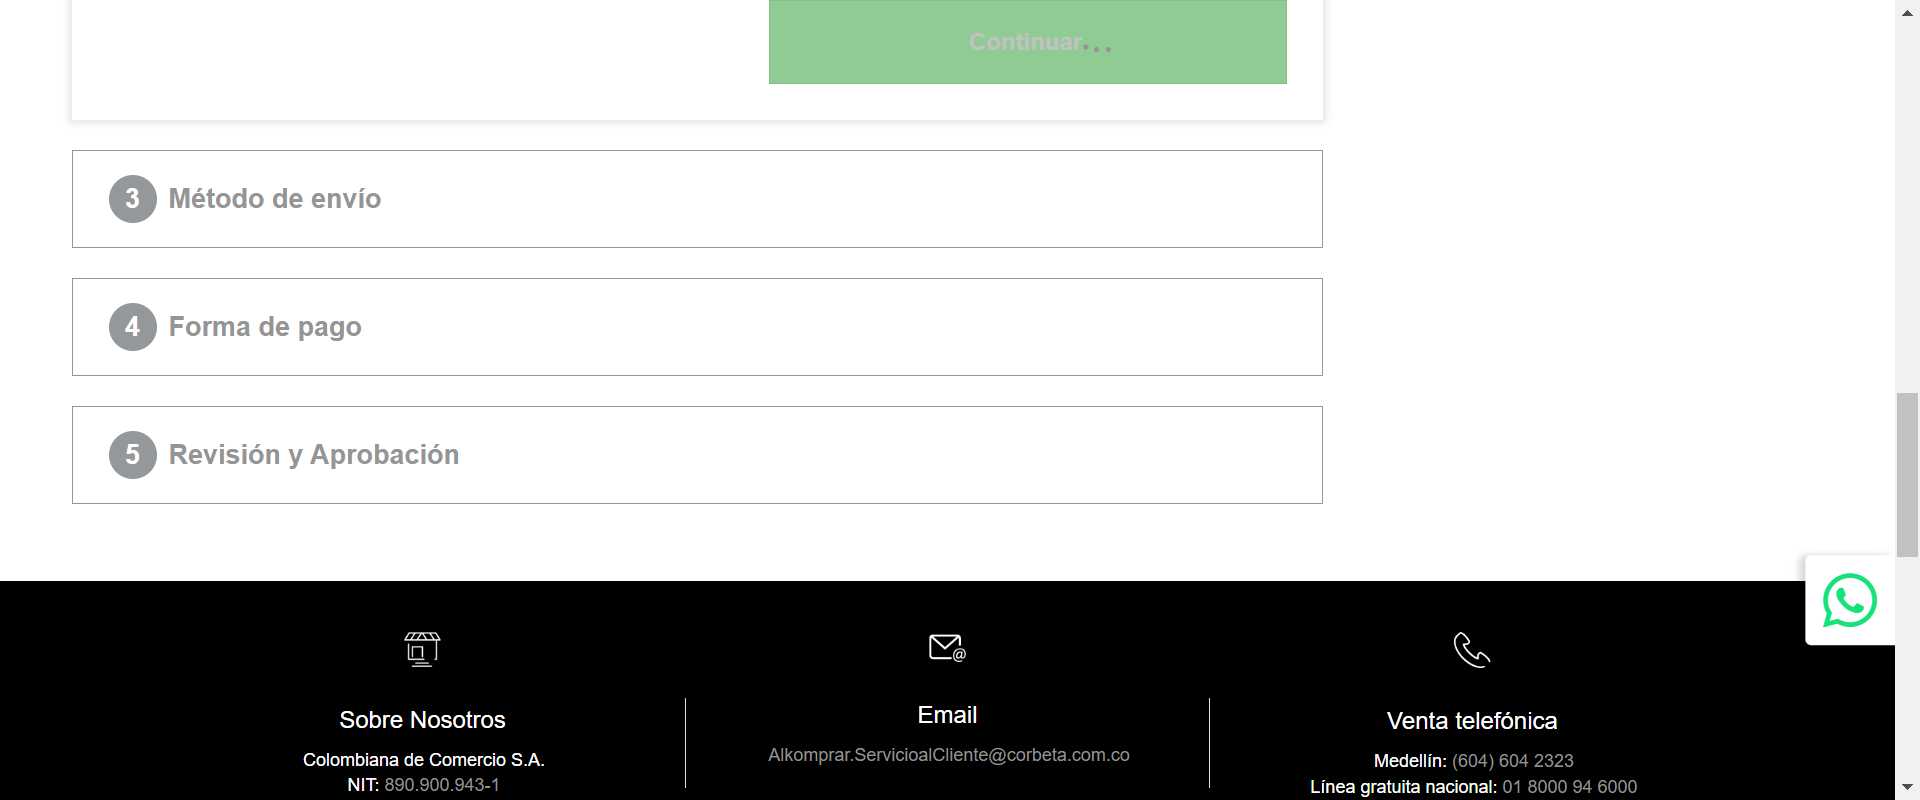 Continuar...
3 Método de envío
4 Forma de pago
5 Revisión y Aprobación
Sobre Nosotros
Colombiana de Comercio S.A.
NIT: 890.900.943-1
Email
Alkomprar.ServicioalCliente@corbeta.com.co
Venta telefónica
Medellín: (604) 604 2323
Línea gratuita nacional: 01 8000 94 6000